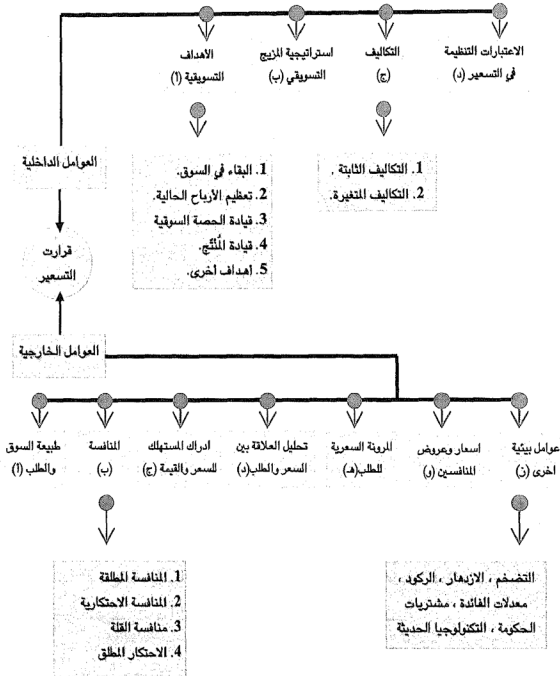 الأهداف
التسويقية (أ)
استراتيجية المزيج
التسويقي (ب)
التكاليف
(ج)
الاعتبارات التنظيمة
في التسعير (د)
العوامل الداخلية
1. البقاء في السوق.
2. تعظيم الأرباح الحالية.
3. قيادة الحصة السوقية
4. قيادة المُنْتَج.
5. أهداف أخرى.
1. التكاليف الثابتة .
2. التكاليف المتغيرة.
قرارت
التسعير
العوامل الخارجية
طبيعة السوق
والطلب (أ)
المنافسة
(ب)
ادراك المستهلك
للسعر والقيمة (ج)
تحليل العلاقة بين
السعر والطلب(د)
المرونة السعرية
للطلب(هـ)
اسعار وعروض
المنافسين (و)
عوامل بيئية
اخرى (ز)
1. المنافسة المطلقة
2. المنافسة الاحتكارية
3. منافسة القلة
4. الاحتكار المطلق
التضخم ، الازدهار ، الركود ،
معدلات الفائدة ، مشتريات
الحكومة ، التكنولوجيا الحديثة